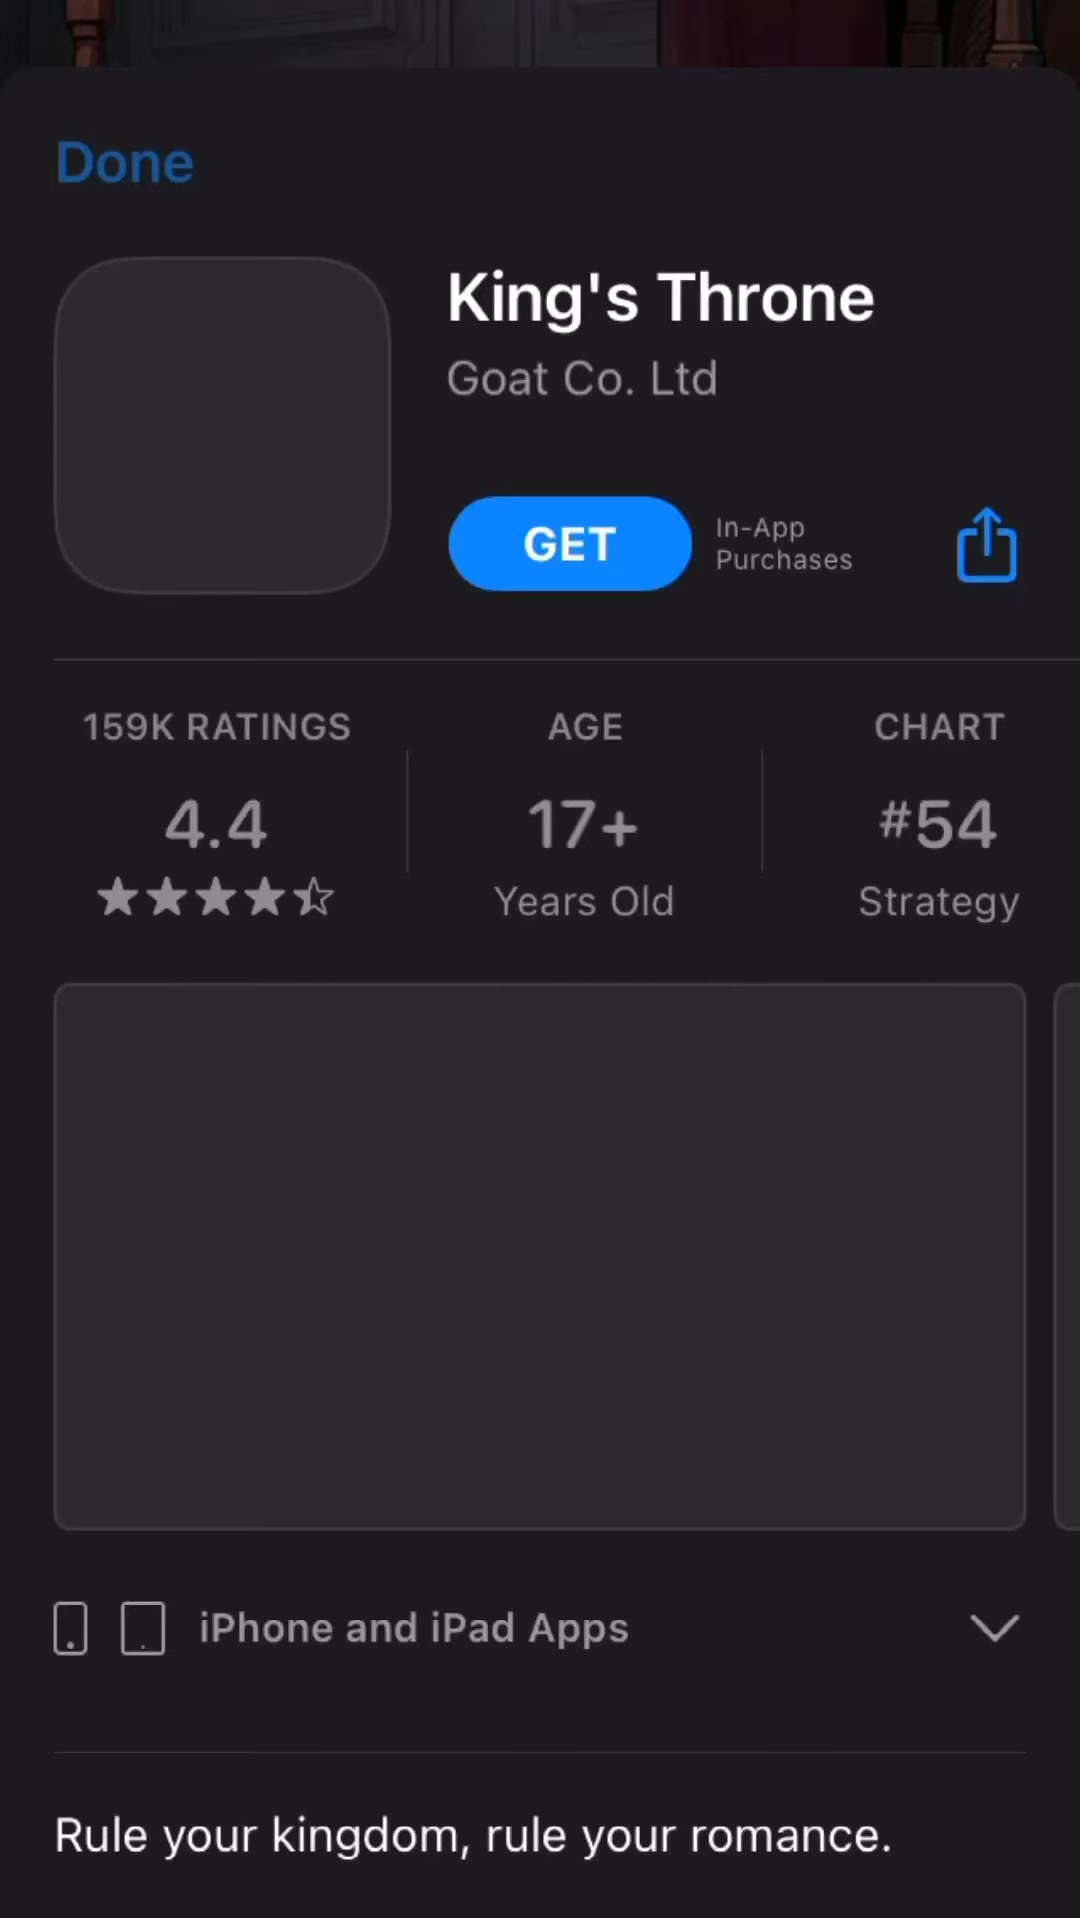 Done
King's Throne
Goat Co. Ltd
GET
In-App
Purchases
159K RATINGS
4.4
AGE
17+
Years Old
CHART
#54
Strategy
iPhone and iPad Apps
Rule your kingdom, rule your romance.